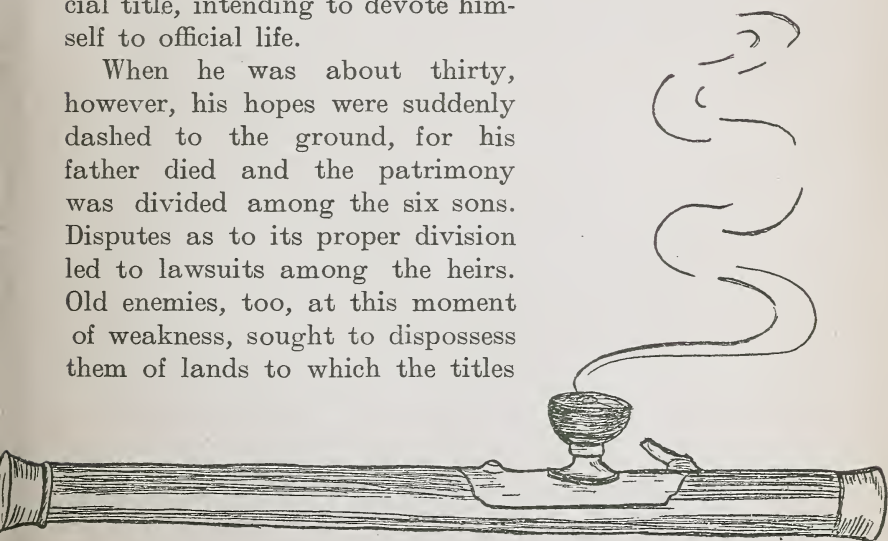 cial title, intending to devote him-
self to official life.
When he was about thirty,
however, his hopes were suddenly
dashed to the ground, for his
father died and the patrimony
was divided among the six sons.
Disputes as to its proper division
led to lawsuits among the heirs.
Old enemies, too, at this moment
of weakness, sought to dispossess
them of lands to which the titles